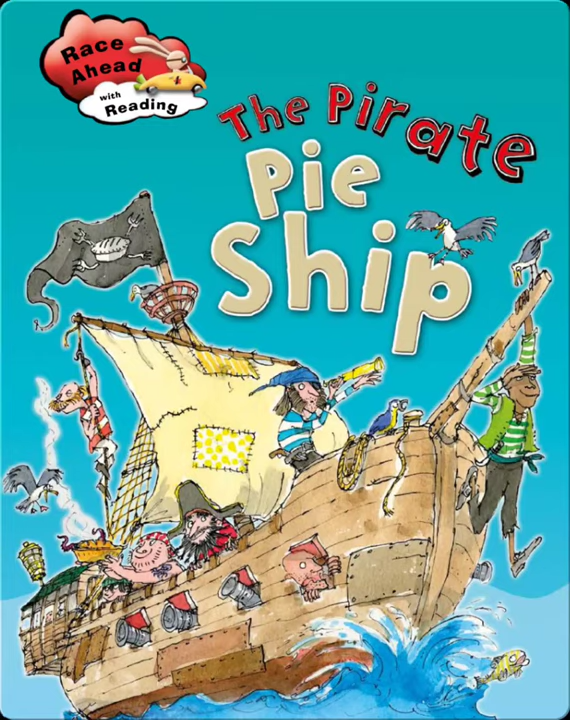 Race
Ahead
with
Reading
The Pirate
Pie
Ship